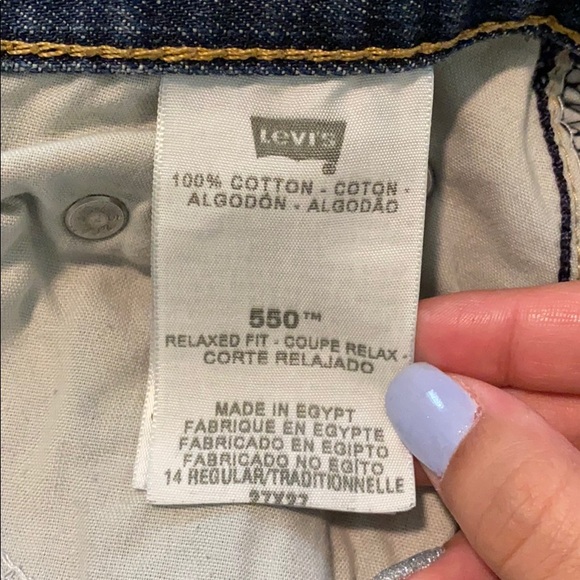 Levi's
100% COTTON - COTON -
ALGODÓN - ALGODÃO
550™
RELAXED FIT - COUPE RELAX -
CORTE RELAJADO
MADE IN EGYPT
FABRIQUE EN EGYPTE
FABRICADO EN EGIPTO
FABRICADO NO EGITO
14 REGULAR/TRADITIONNELLE
27X27